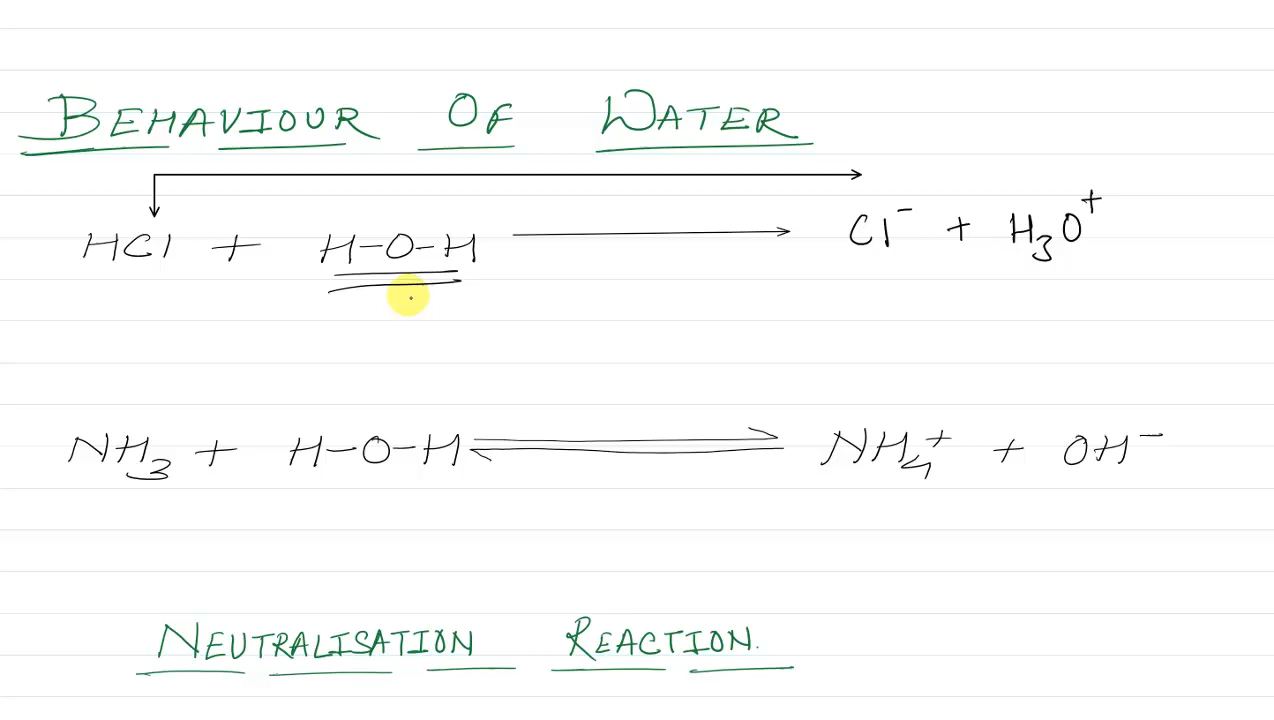 BEHAVIOUR OF WATER
HCl + H-O-H ⟶ Cl⁻ + H₃O⁺
NH₃ + H-O-H ⇌ NH₄⁺ + OH⁻
NEUTRALISATION REACTION.